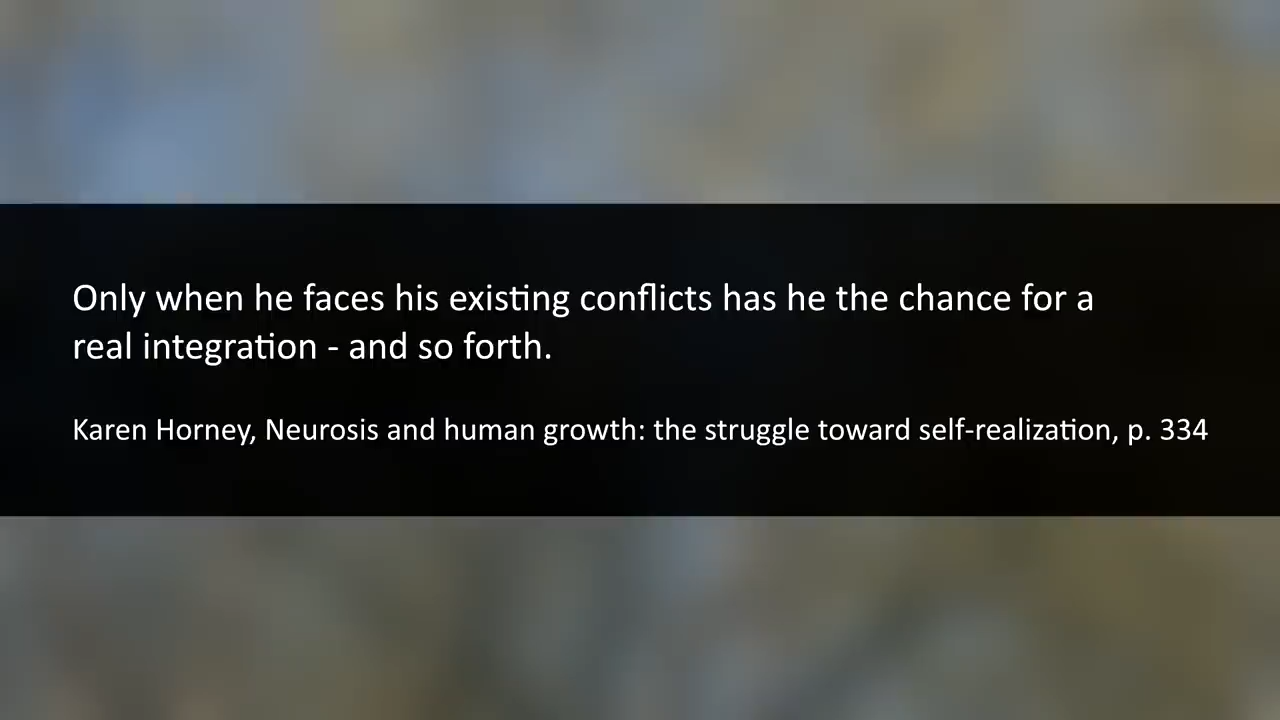 Only when he faces his existing conflicts has he the chance for a
real integration - and so forth.
Karen Horney, Neurosis and human growth: the struggle toward self-realization, p. 334